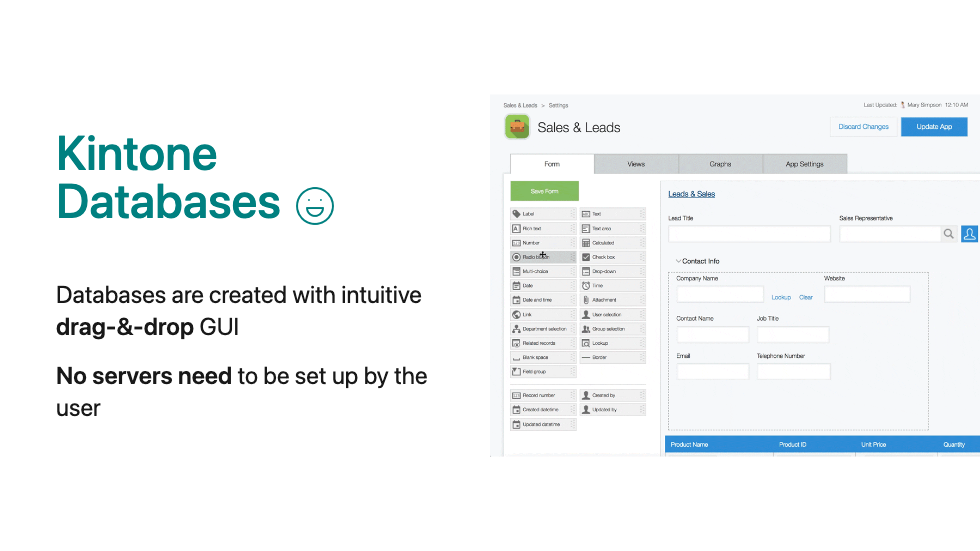 Kintone
Databases
Databases are created with intuitive
drag-&-drop GUI
No servers need to be set up by the
user
Sales & Leads > Settings
Last Updated: Mary Simpson 12:10 AM
Sales & Leads
Discard Changes
Update App
Form
Views
Graphs
App Settings
Save Form
Label
Text
Rich text
Text area
Number
Calculated
Radio button
Check box
Multi-choice
Drop-down
Date
Time
Date and time
Attachment
Link
User selection
Department selection
Group selection
Related records
Lookup
Blank space
Border
Field group
Record number
Created by
Created datetime
Updated by
Updated datetime
Leads & Sales
Lead Title
Sales Representative
Contact Info
Company Name
Website
Lookup
Clear
Contact Name
Job Title
Email
Telephone Number
Product Name
Product ID
Unit Price
Quantity